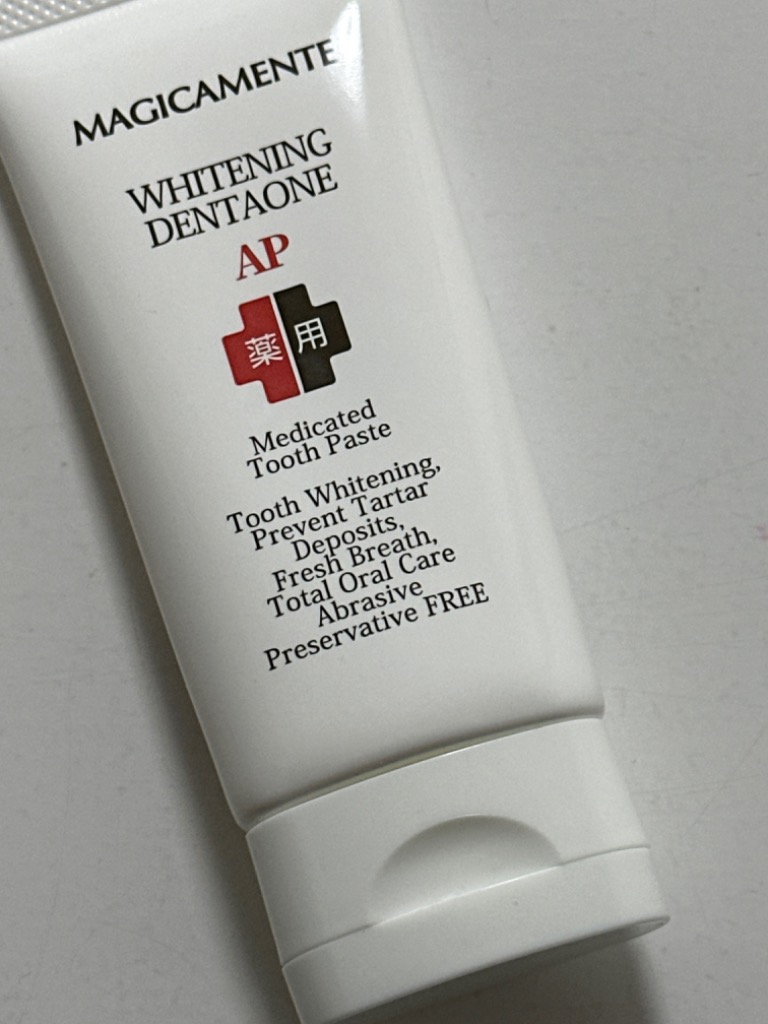 MAGICAMENTE
WHITENING
DENTAONE
AP
薬用
Medicated
Tooth Paste
Tooth Whitening,
Prevent Tartar
Deposits,
Fresh Breath,
Total Oral Care
Abrasive
Preservative FREE